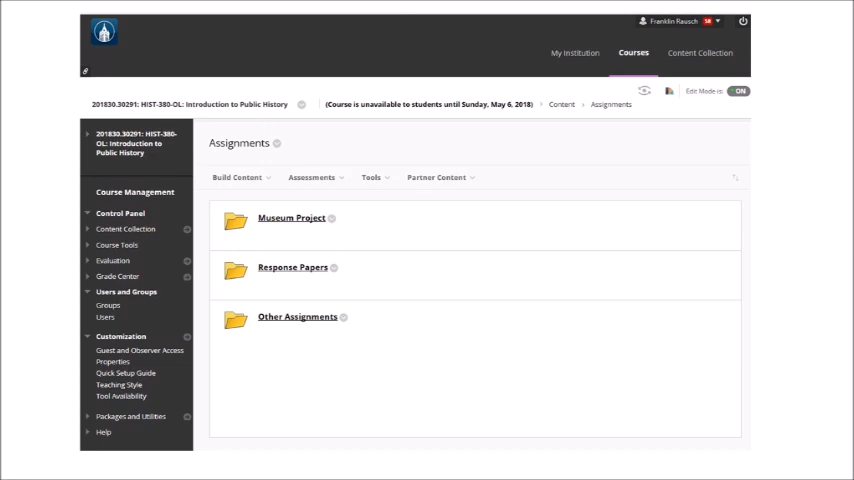 Franklin Rausch 58
My Institution Courses Content Collection
Edit Mode is: ON
201830.30291: HIST-380-OL: Introduction to Public History (Course is unavailable to students until Sunday, May 6, 2018) Content Assignments
201830.30291: HIST-380-
OL: Introduction to
Public History
Course Management
Control Panel
Content Collection
Course Tools
Evaluation
Grade Center
Users and Groups
Groups
Users
Customization
Guest and Observer Access
Properties
Quick Setup Guide
Teaching Style
Tool Availability
Packages and Utilities
Help
Assignments
Build Content Assessments Tools Partner Content
Museum Project
Response Papers
Other Assignments